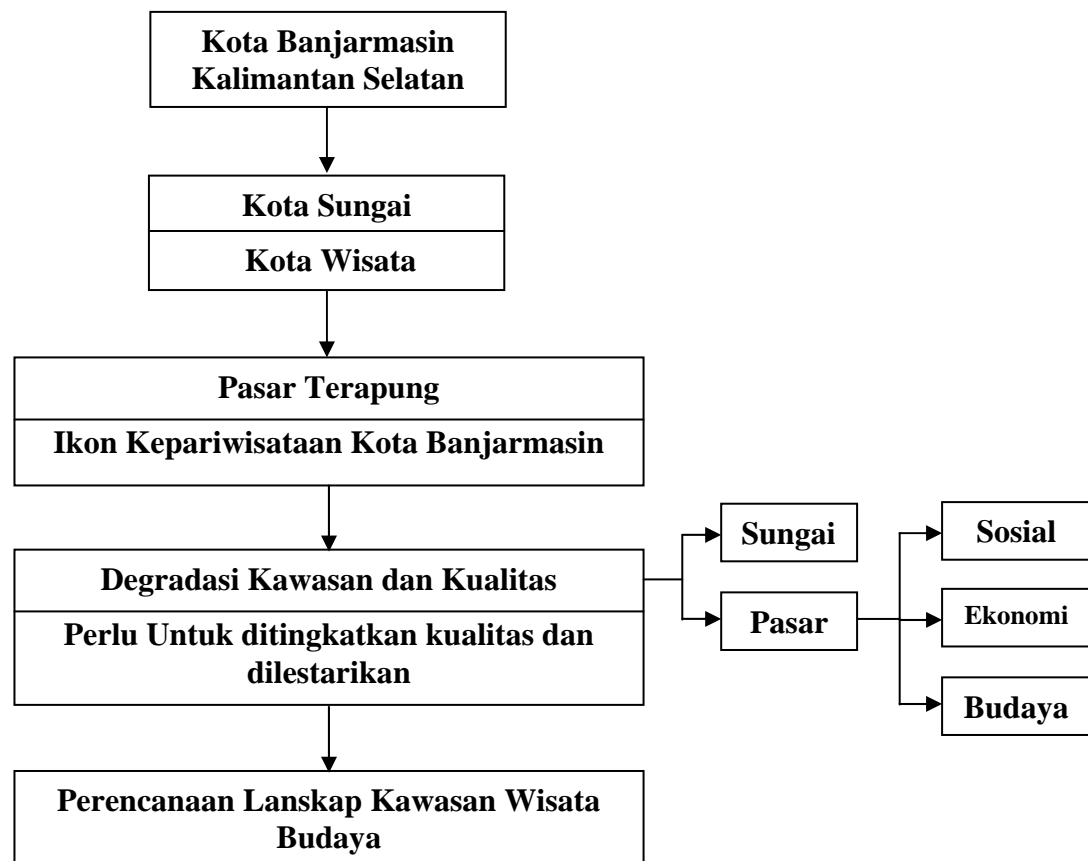 Kota Banjarmasin
Kalimantan Selatan
Kota Sungai
Kota Wisata
Pasar Terapung
Ikon Kepariwisataan Kota Banjarmasin
Degradasi Kawasan dan Kualitas
Perlu Untuk ditingkatkan kualitas dan
dilestarikan
Sungai
Pasar
Sosial
Ekonomi
Budaya
Perencanaan Lanskap Kawasan Wisata
Budaya